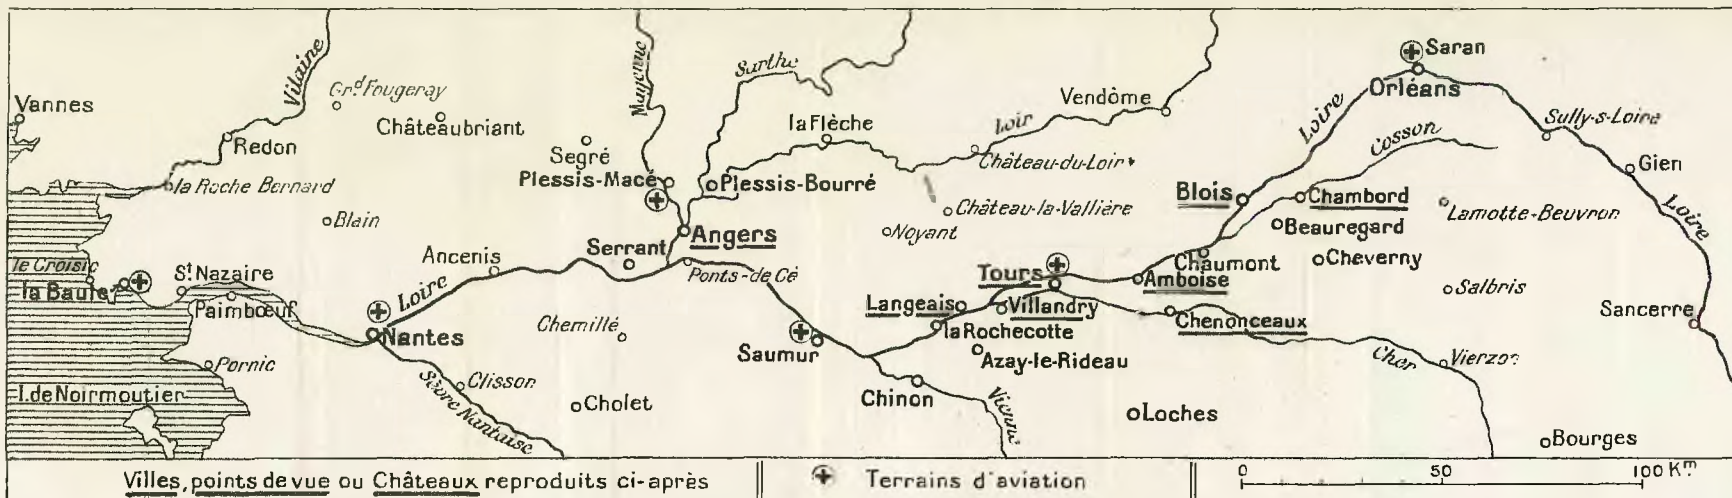 Vannes
Vilaine
Gr.d Fougeray
Châteaubriant
Redon
la Roche Bernard
Blain
Segré
Mayenne
Sarthe
Plessis-Macé
Plessis-Bourré
la Flèche
Loir
Vendôme
Château-du-Loir
Château-la-Vallière
Noyant
Saran
Orléans
Loire
Cosson
Sully-s-Loire
Gien
Loire
Blois
Chambord
Beauregard
Cheverny
Lamotte-Beuvron
Salbris
Sancerre
Angers
Serrant
Ancenis
Ponts-de Cé
Loire
le Croisic
la Baule
St Nazaire
Paimbœuf
Nantes
Pornic
I. de Noirmoutier
Clisson
Sèvre Nantaise
Chemillé
Cholet
Saumur
Chinon
Vienne
Langeais
la Rochecotte
Azay-le-Rideau
Tours
Villandry
Amboise
Chaumont
Chenonceaux
Cher
Vierzon
Loches
Bourges
Villes, points de vue ou Châteaux reproduits ci-après
Terrains d'aviation
0 50 100 Km